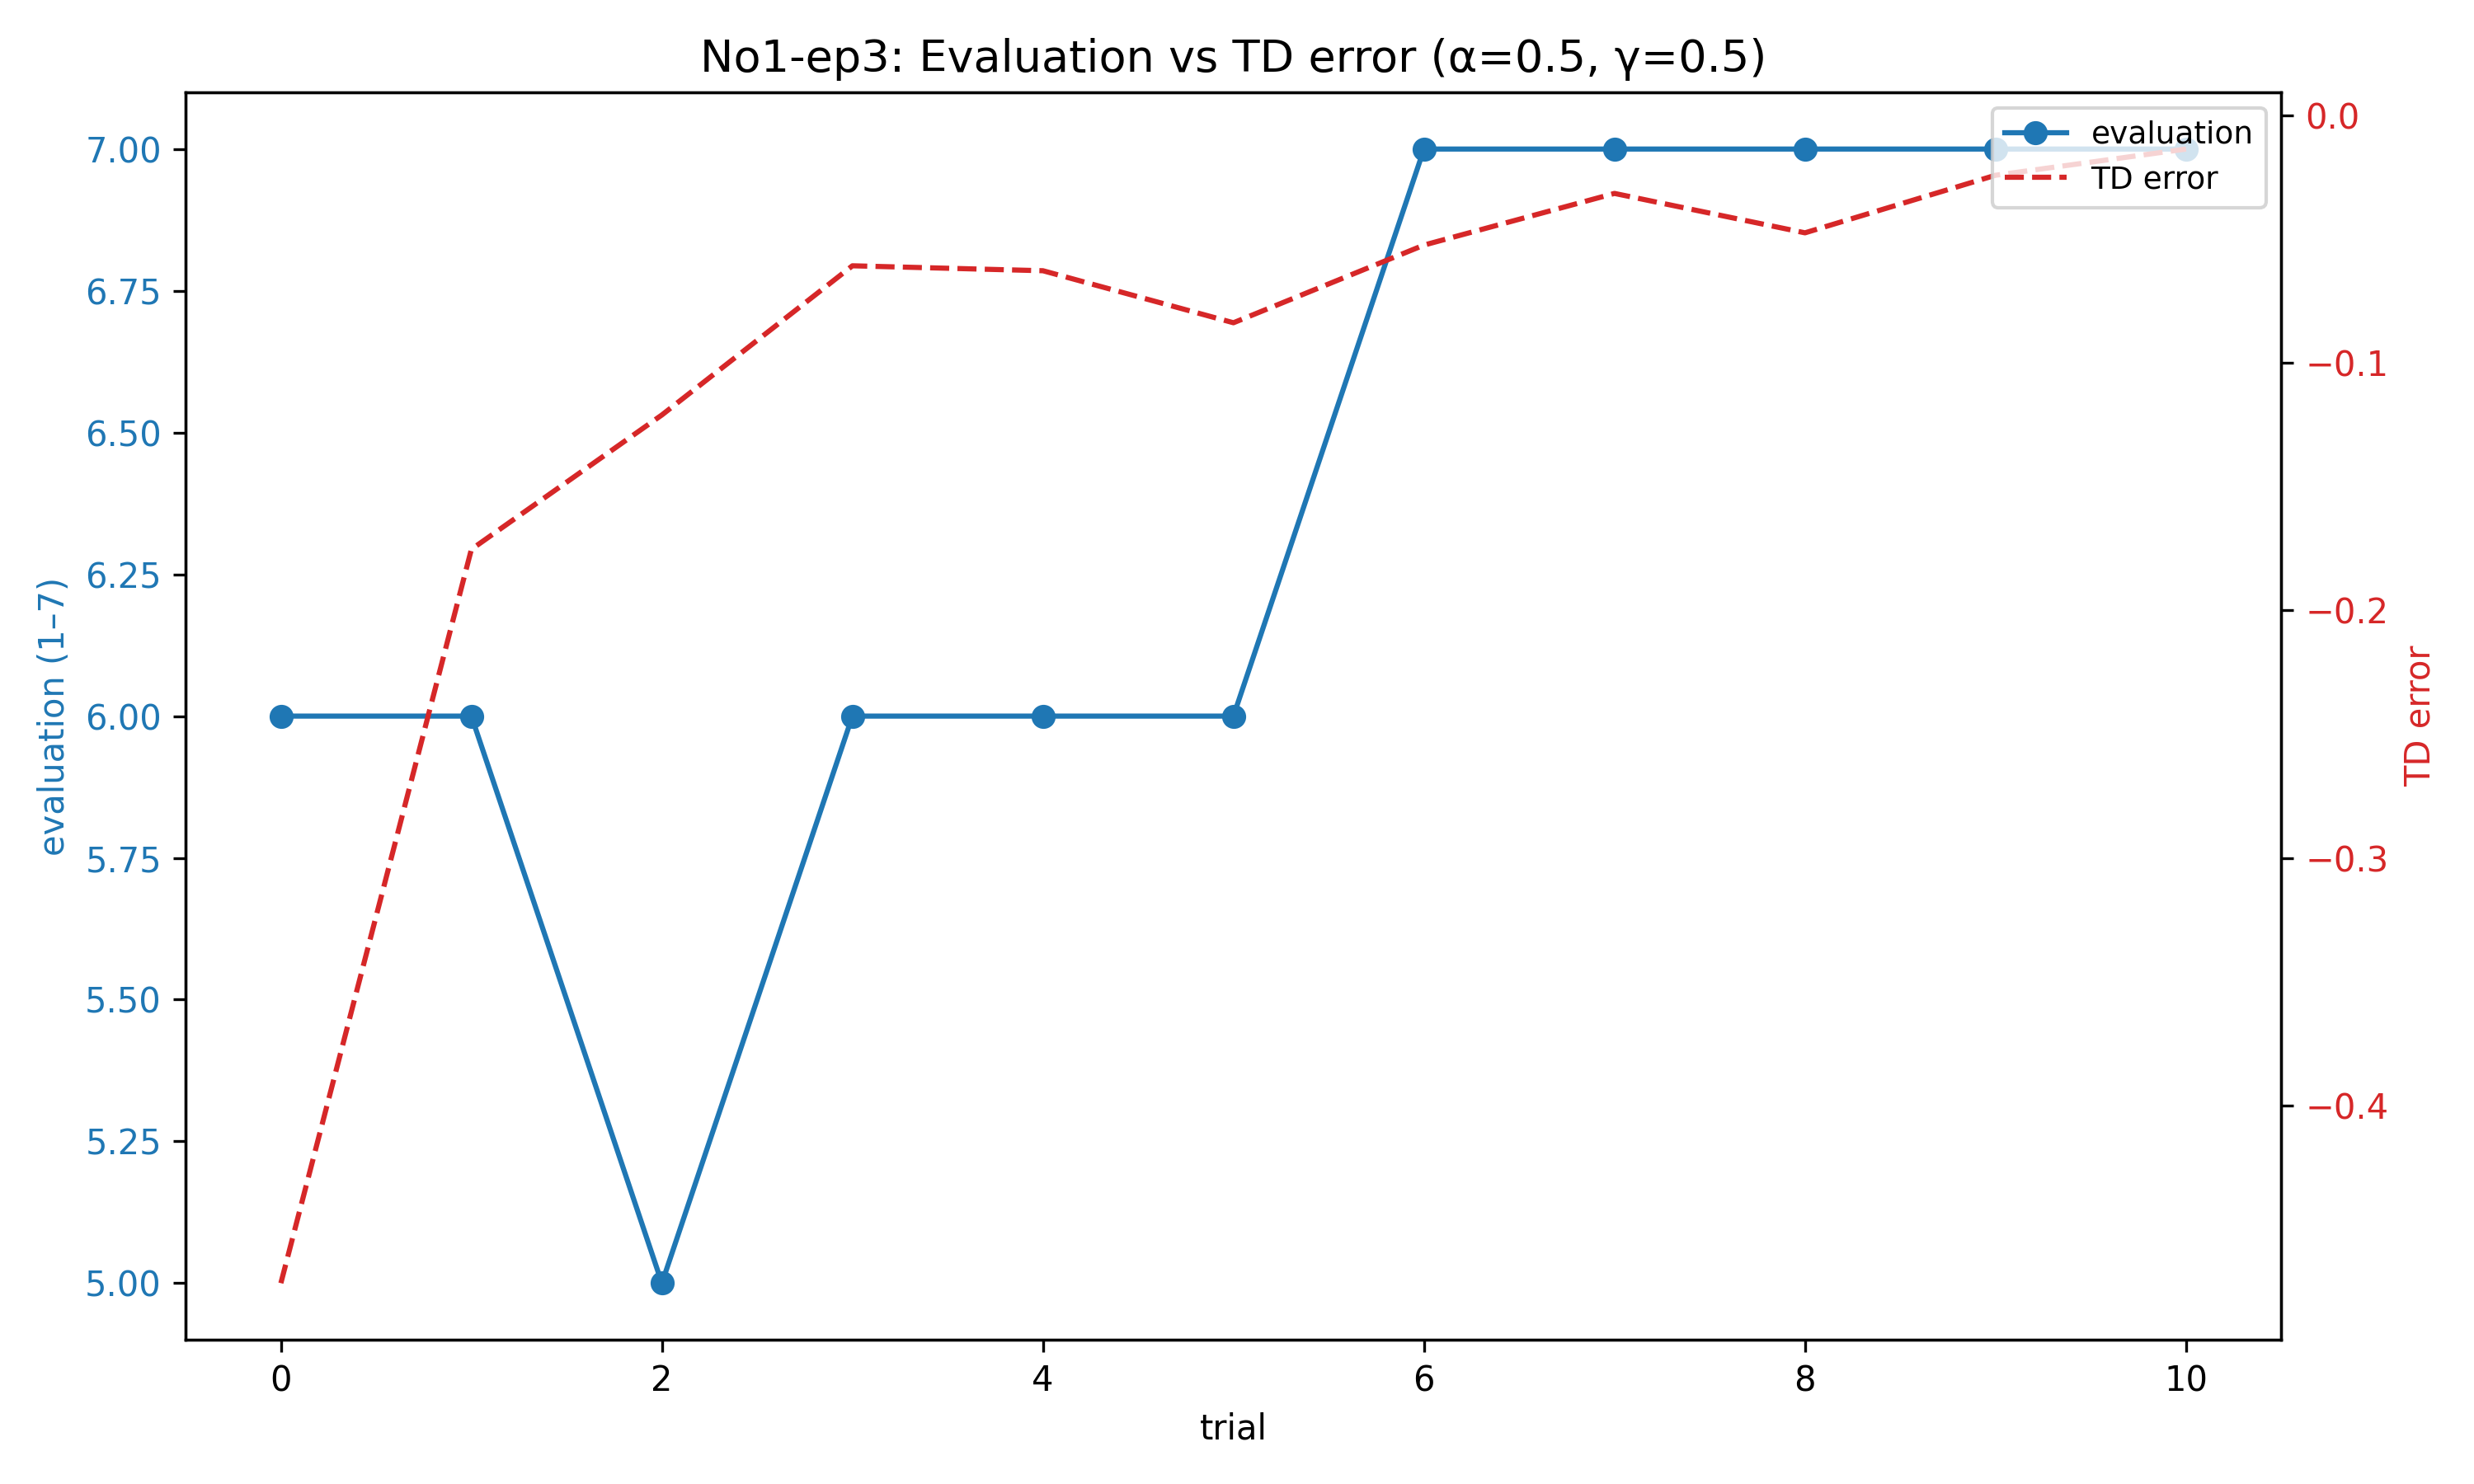 No1-ep3: Evaluation vs TD error (α=0.5, γ=0.5)
evaluation
TD error
evaluation (1–7)
7.00
6.75
6.50
6.25
6.00
5.75
5.50
5.25
5.00
0.0
−0.1
−0.2
−0.3
−0.4
TD error
0 2 4 6 8 10
trial